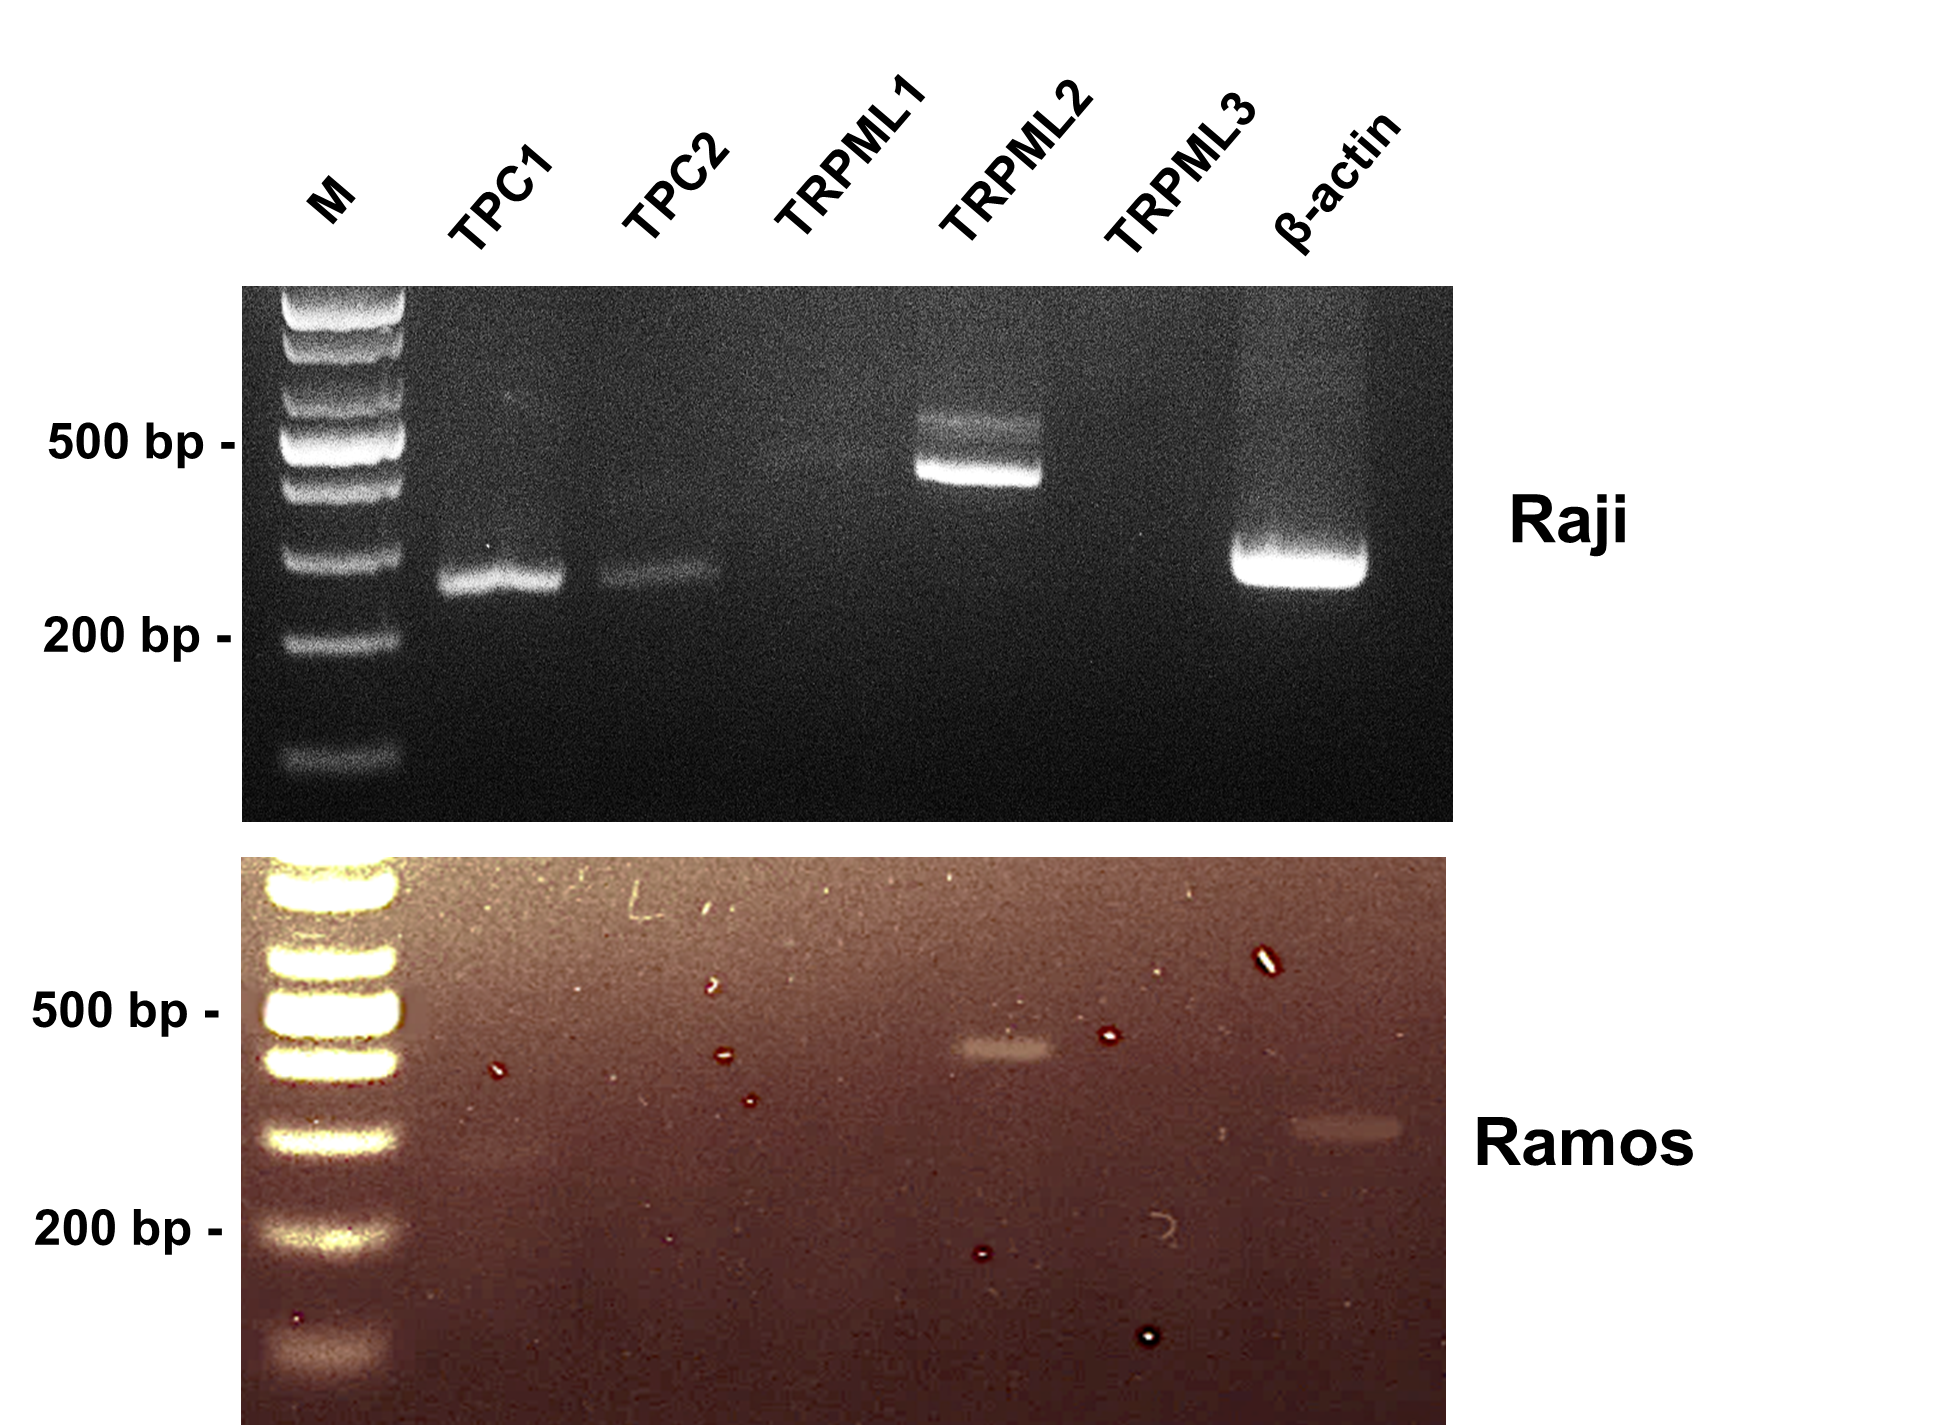 M TPC1 TPC2 TRPML1 TRPML2 TRPML3 β-actin
500 bp -
200 bp -
Raji
500 bp -
200 bp -
Ramos